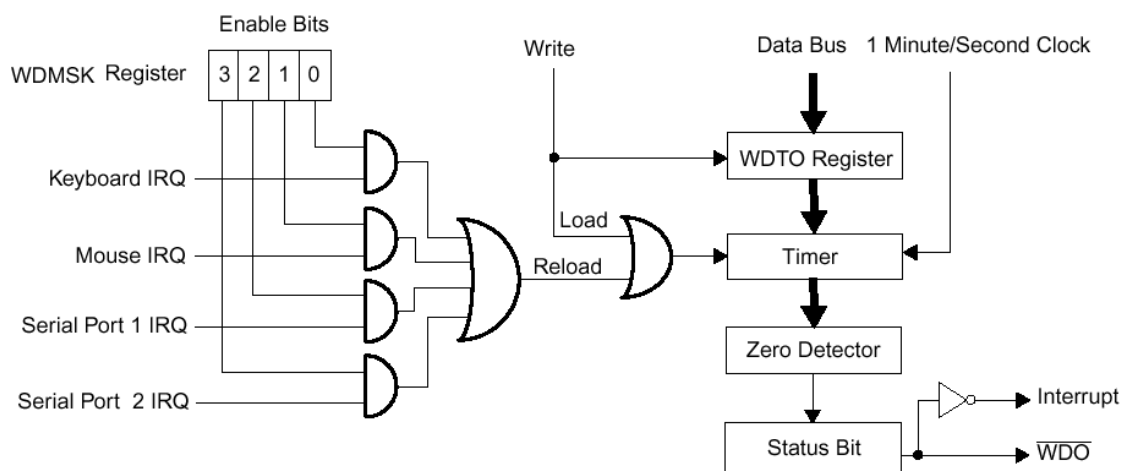 Enable Bits
WDMSK Register 3 2 1 0
Write
Data Bus 1 Minute/Second Clock
WDTO Register
Keyboard IRQ
Mouse IRQ
Serial Port 1 IRQ
Serial Port 2 IRQ
Load
Reload
Timer
Zero Detector
Status Bit
Interrupt
WDO